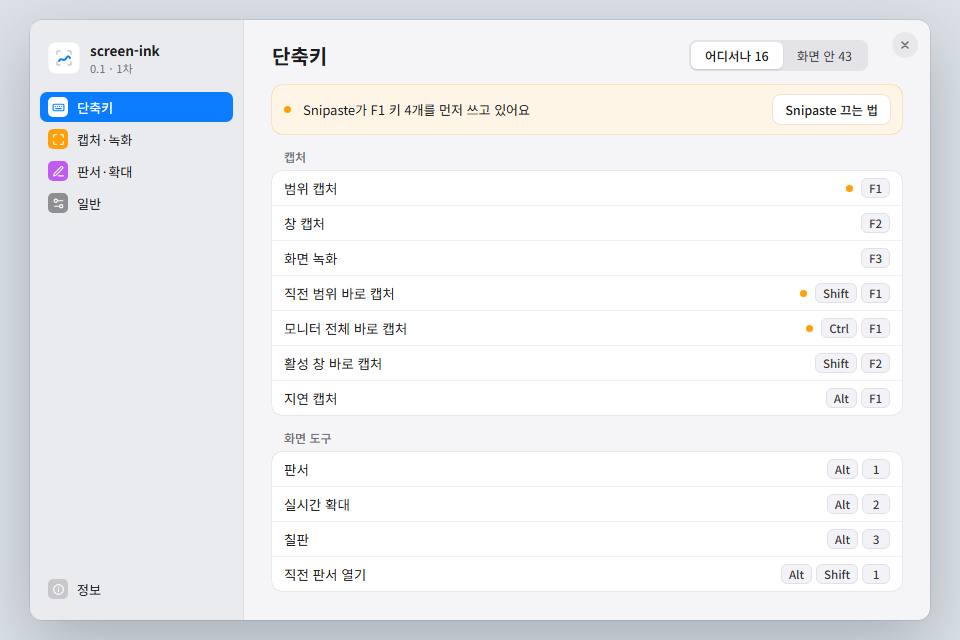 screen-ink
0.1 · 1차
단축키
캡처·녹화
판서·확대
일반
정보
단축키
어디서나 16
화면 안 43
Snipaste가 F1 키 4개를 먼저 쓰고 있어요
Snipaste 끄는 법
캡처
범위 캡처 F1
창 캡처 F2
화면 녹화 F3
직전 범위 바로 캡처 Shift F1
모니터 전체 바로 캡처 Ctrl F1
활성 창 바로 캡처 Shift F2
지연 캡처 Alt F1
화면 도구
판서 Alt 1
실시간 확대 Alt 2
칠판 Alt 3
직전 판서 열기 Alt Shift 1